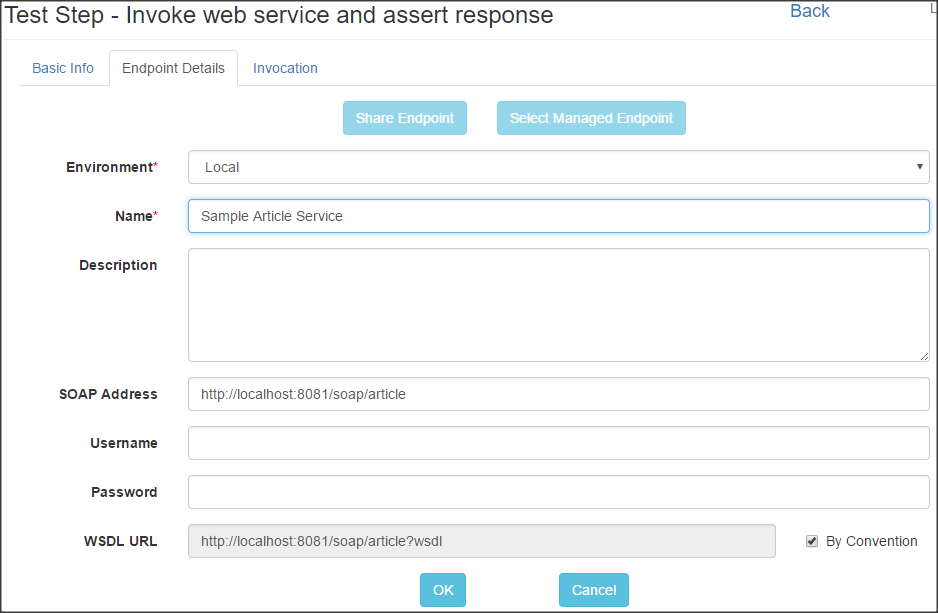 Test Step - Invoke web service and assert response Back
Basic Info Endpoint Details Invocation
Share Endpoint Select Managed Endpoint
Environment* Local
Name* Sample Article Service
Description
SOAP Address http://localhost:8081/soap/article
Username
Password
WSDL URL http://localhost:8081/soap/article?wsdl By Convention
OK Cancel